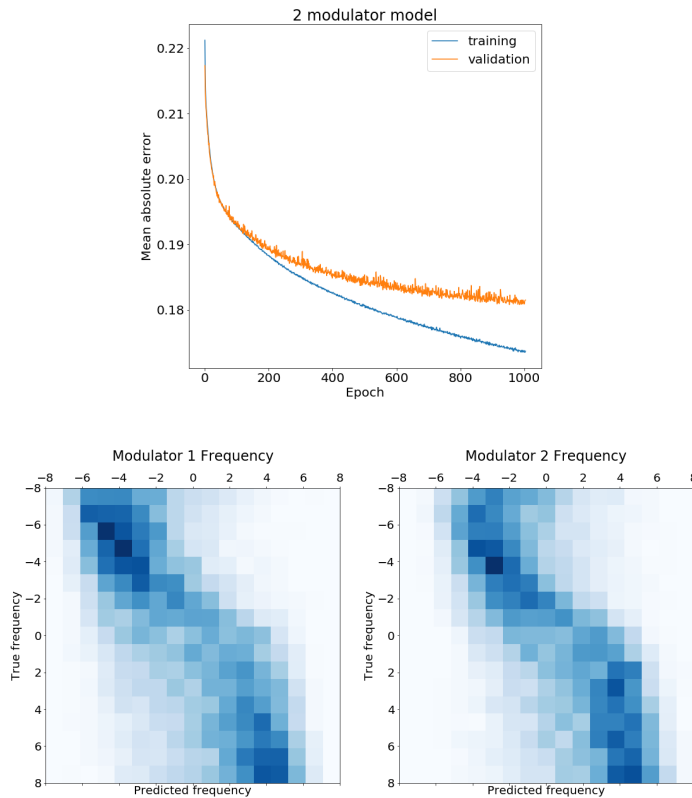 2 modulator model
training
validation
0.22
0.21
0.20
0.19
0.18
Mean absolute error
0 200 400 600 800 1000
Epoch
Modulator 1 Frequency
−8 −6 −4 −2 0 2 4 6 8
−8
−6
−4
−2
0
2
4
6
8
True frequency
Predicted frequency
Modulator 2 Frequency
−8 −6 −4 −2 0 2 4 6 8
−8
−6
−4
−2
0
2
4
6
8
True frequency
Predicted frequency